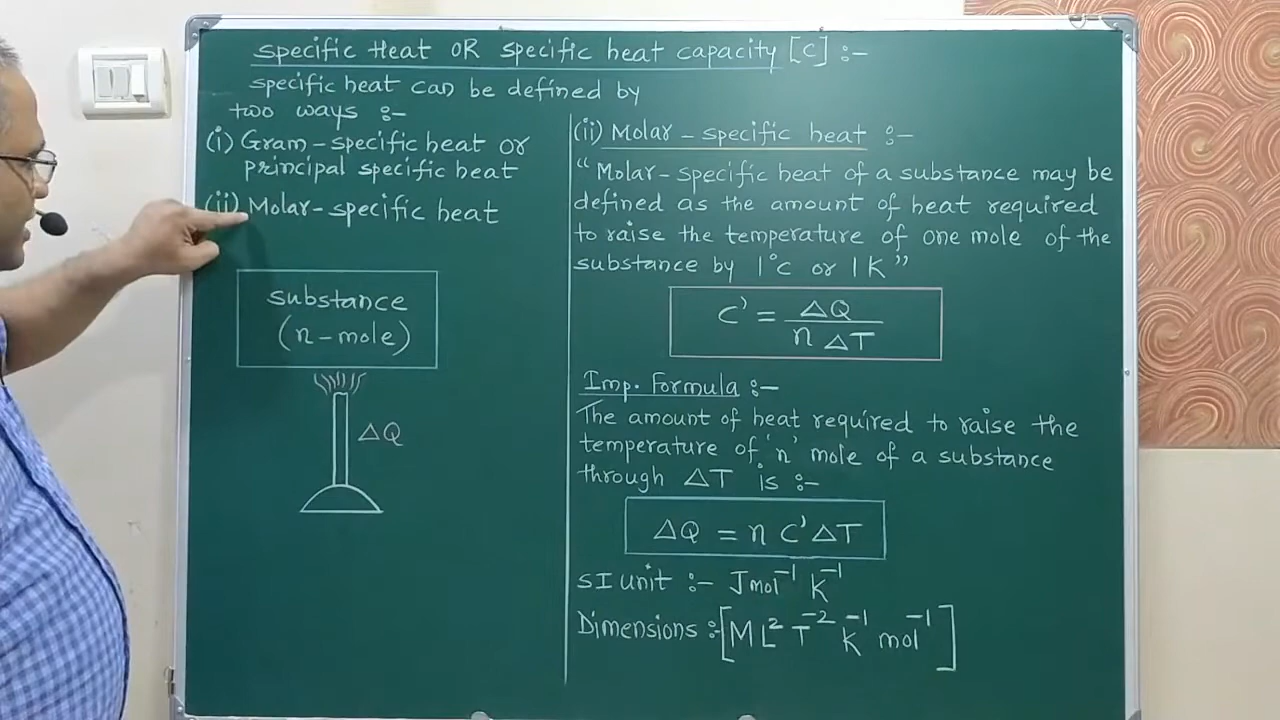 Specific Heat OR specific heat capacity [C] :-
specific heat can be defined by
two ways :-
(i) Gram-specific heat or
principal specific heat
(ii) Molar-specific heat
substance
(n-mole)
ΔQ
(ii) Molar-specific heat :-
"Molar-specific heat of a substance may be
defined as the amount of heat required
to raise the temperature of one mole of the
substance by 1°C or 1K"
C' = ΔQ / n ΔT
Imp. Formula :-
The amount of heat required to raise the
temperature of 'n' mole of a substance
through ΔT is :-
ΔQ = n C' ΔT
SI unit :- J mol⁻¹ K⁻¹
Dimensions :- [M L² T⁻² K⁻¹ mol⁻¹]